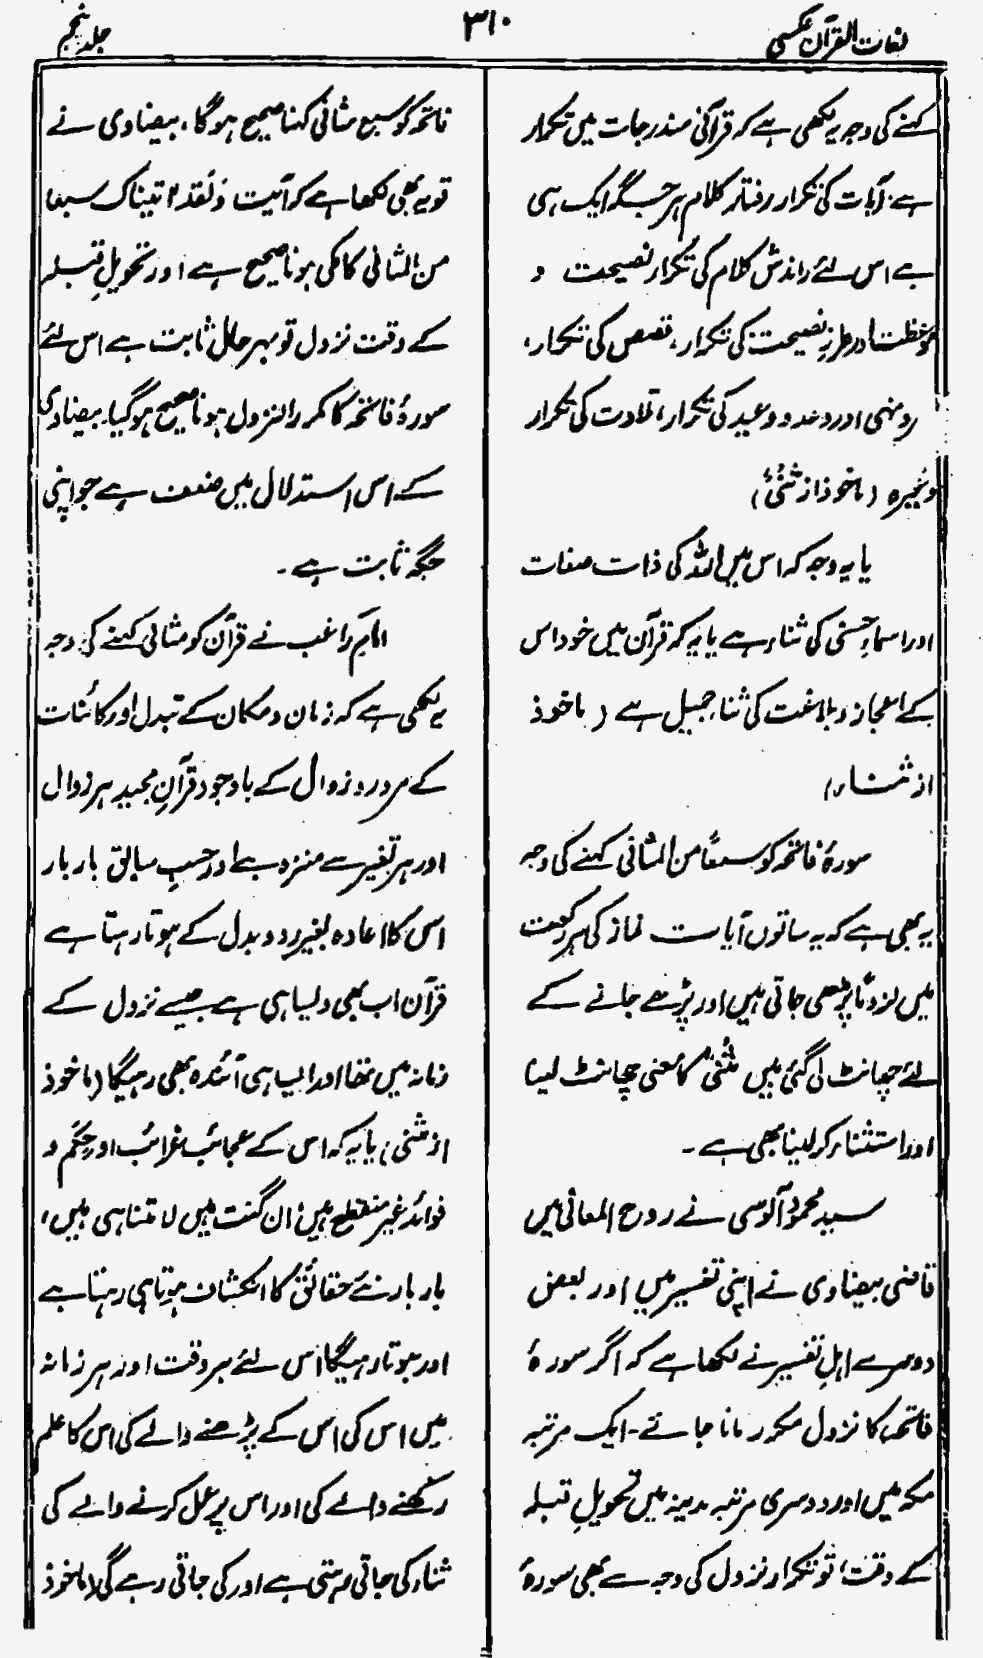 لغات القرآن عکسی
۳۱۰
جلد پنجم
کہنے کی وجہ یہ لکھی ہے کہ قرآنی مندرجات میں تکرار
ہے۔ آیات کی تکرار رفتارِ کلام ہر جگہ ایک ہی
ہے اس لئے راندشِ کلام کی تکرار نصیحت و
موعظت اور طرزِ نصیحت کی تکرار، قصص کی تکرار،
رونہی اور وعدہ و وعید کی تکرار، تلاوت کی تکرار
وغیرہ (ماخوذ از ثَنْیٌ)
یا یہ وجہ کہ اس میں اللہ کی ذات صفات
اور اسماءِ حسنیٰ کی ثناء ہے یا یہ کہ قرآن میں خود اس
کے اعجاز و بلاغت کی ثناء جمیل ہے (ماخوذ
از ثناء)
سورۂ فاتحہ کو سبعًا من المثانی کہنے کی وجہ
یہ بھی ہے کہ یہ ساتوں آیات نماز کی ہر رکعت
میں لزومًا پڑھی جاتی ہیں اور پڑھے جانے کے
لئے چھانٹ لی گئی ہیں ثَنْیٌ کا معنی چھانٹ لینا
اور استثناء کر لینا بھی ہے۔
سید محمود آلوسی نے روح المعانی میں
قاضی بیضاوی نے اپنی تفسیر میں اور بعض
دوسرے اہلِ تفسیر نے لکھا ہے کہ اگر سورۂ
فاتحہ کا نزول مکرر مانا جائے۔ ایک مرتبہ
مکہ میں اور دوسری مرتبہ مدینہ میں تحویلِ قبلہ
کے وقت، تو تکرارِ نزول کی وجہ سے بھی سورۂ
فاتحہ کو سبع مثانی کہنا صحیح ہوگا، بیضاوی نے
تو یہ بھی لکھا ہے کہ آیت وَلَقَدْ اٰتیناک سبعا
من المثانی کا مکی ہونا صحیح ہے اور تحویلِ قبلہ
کے وقت نزول تو بہرحال ثابت ہے اس لئے
سورۂ فاتحہ کا مکرر النزول ہونا صحیح ہوگیا۔ بیضاوی
کے اس استدلال میں ضعف ہے جو اپنی
جگہ ثابت ہے۔
امام راغب نے قرآن کو مثانی کہنے کی وجہ
یہ لکھی ہے کہ زمان و مکان کے تبدل اور کائنات
کے مرور و زوال کے باوجود قرآنِ مجید ہر زوال
اور ہر تغیر سے منزہ ہے اور حسبِ سابق بار بار
اس کا اعادہ بغیر ردو بدل کے ہوتا رہتا ہے
قرآن اب بھی ویسا ہی ہے جیسے نزول کے
زمانہ میں تھا اور ایسا ہی آئندہ بھی رہیگا (ماخوذ
از ثنی) یا یہ کہ اس کے عجائب غرائب اور حِکَم و
فوائد غیر منقطع ہیں ان گنت ہیں لا متناہی ہیں،
بار بار نئے حقائق کا انکشاف ہوتا ہی رہتا ہے
اور ہوتا رہیگا اس لئے ہر وقت اور ہر زمانہ
میں اس کی اس کے پڑھنے والے کی اس کا علم
رکھنے والے کی اور اس پر عمل کرنے والے کی
ثناء کی جاتی رہتی ہے اور کی جاتی رہے گی (ماخوذ